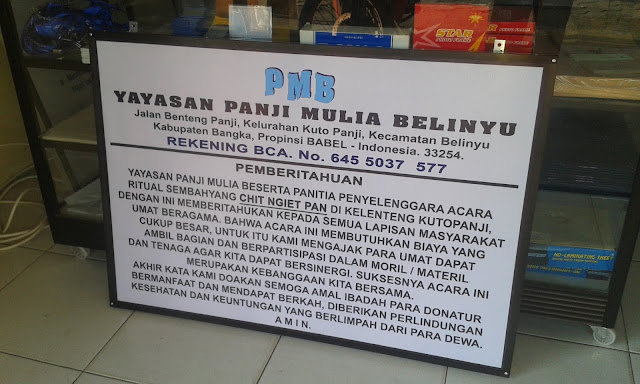 STAR
PMB
YAYASAN PANJI MULIA BELINYU
Jalan Benteng Panji, Kelurahan Kuto Panji, Kecamatan Belinyu
Kabupaten Bangka, Propinsi BABEL - Indonesia. 33254.
REKENING BCA. No. 645 5037 577
PEMBERITAHUAN
YAYASAN PANJI MULIA BESERTA PANITIA PENYELENGGARA ACARA
RITUAL SEMBAHYANG CHIT NGIET PAN DI KELENTENG KUTOPANJI,
DENGAN INI MEMBERITAHUKAN KEPADA SEMUA LAPISAN MASYARAKAT
UMAT BERAGAMA. BAHWA ACARA INI MEMBUTUHKAN BIAYA YANG
CUKUP BESAR, UNTUK ITU KAMI MENGAJAK PARA UMAT DAPAT
AMBIL BAGIAN DAN BERPARTISIPASI DALAM MORIL / MATERIL
DAN TENAGA AGAR KITA DAPAT BERSINERGI. SUKSESNYA ACARA INI
MERUPAKAN KEBANGGAAN KITA BERSAMA.
AKHIR KATA KAMI DOAKAN SEMOGA AMAL IBADAH PARA DONATUR
BERMANFAAT DAN MENDAPAT BERKAH, DIBERIKAN PERLINDUNGAN
KESEHATAN DAN KEUNTUNGAN YANG BERLIMPAH DARI PARA DEWA.
AMIN.